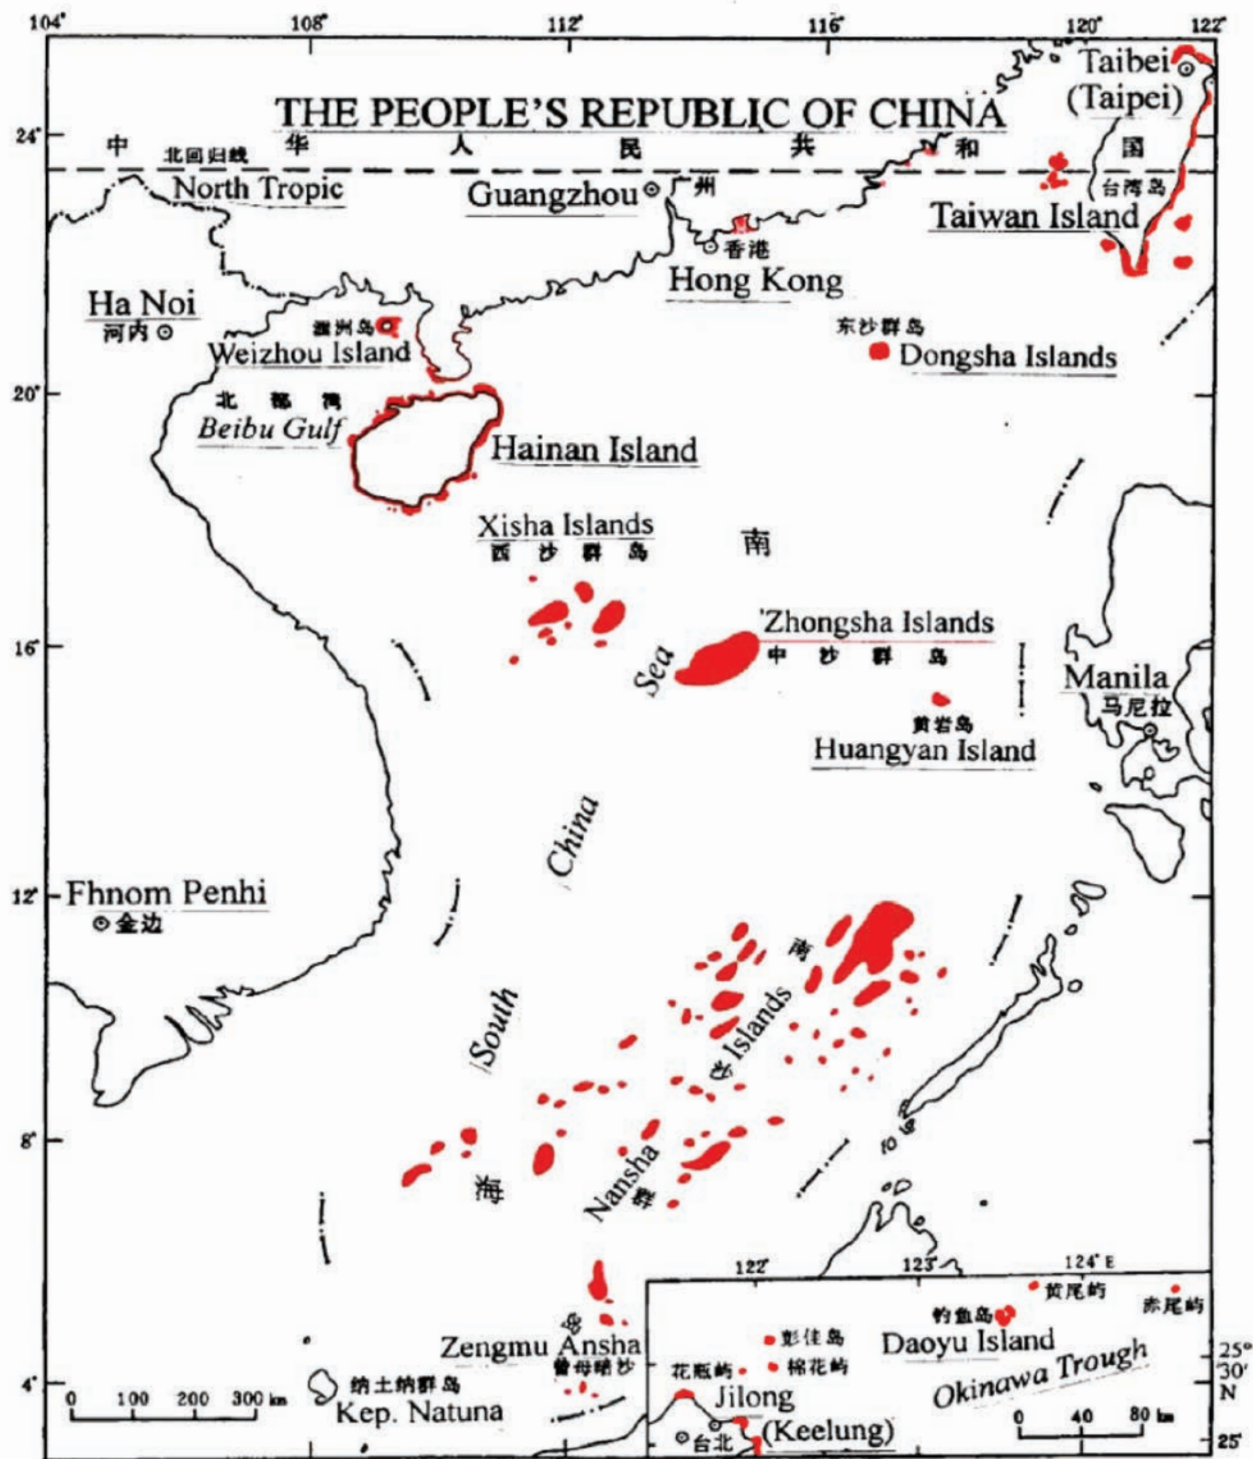 104° 108° 112° 116° 120° 122°
Taibei
(Taipei)
THE PEOPLE'S REPUBLIC OF CHINA
24°
中 华 人 民 共 和 国
北回归线
North Tropic
Guangzhou
广州
台湾岛
Taiwan Island
香港
Hong Kong
Ha Noi
河内
涠洲岛
Weizhou Island
东沙群岛
Dongsha Islands
20°
北部湾
Beibu Gulf
Hainan Island
Xisha Islands
西沙群岛
南
'Zhongsha Islands
中沙群岛
16°
Sea
Manila
马尼拉
黄岩岛
Huangyan Island
China
12°
Fhnom Penhi
金边
南
Islands
沙
South
8°
海
Nansha
群
岛
Zengmu Ansha
曾母暗沙
4°
纳土纳群岛
Kep. Natuna
0 100 200 300 km
122° 123° 124° E
黄尾屿
赤尾屿
钓鱼岛
Daoyu Island
彭佳岛
棉花屿
花瓶屿
Okinawa Trough
25°
30'
N
Jilong
(Keelung)
台北
0 40 80 km
25°